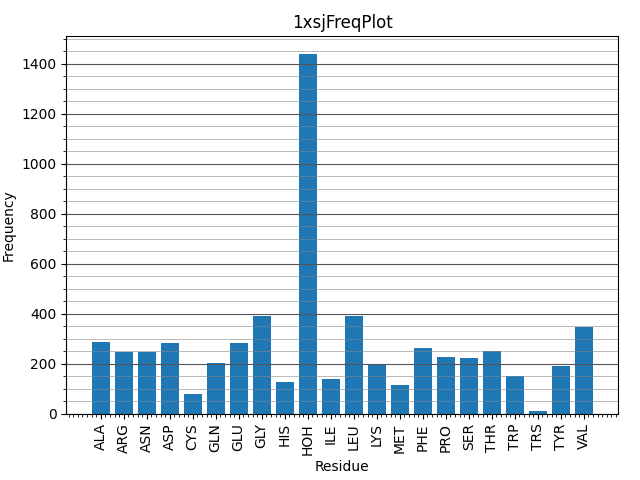 1xsjFreqPlot
1400
1200
1000
800
600
400
200
0
Frequency
ALA
ARG
ASN
ASP
CYS
GLN
GLU
GLY
HIS
HOH
ILE
LEU
LYS
MET
PHE
PRO
SER
THR
TRP
TRS
TYR
VAL
Residue